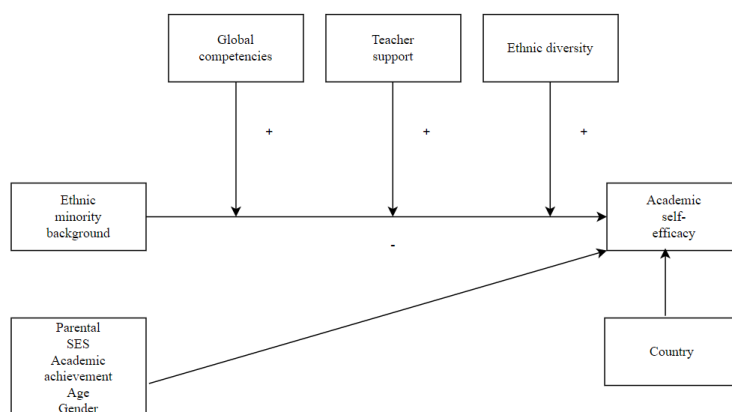 Global
competencies
Teacher
support
Ethnic diversity
+
+
+
Ethnic
minority
background
Academic
self-
efficacy
-
Parental
SES
Academic
achievement
Age
Gender
Country